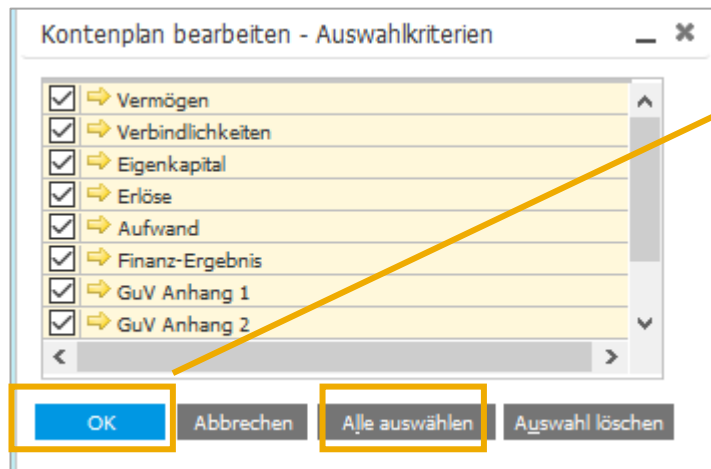 Kontenplan bearbeiten - Auswahlkriterien
Vermögen
Verbindlichkeiten
Eigenkapital
Erlöse
Aufwand
Finanz-Ergebnis
GuV Anhang 1
GuV Anhang 2
OK Abbrechen Alle auswählen Auswahl löschen